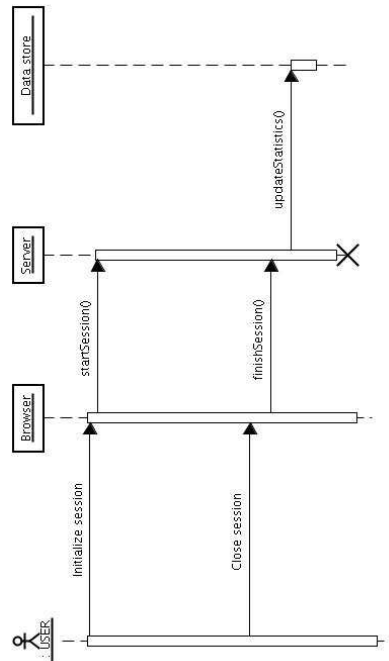 : USER
Browser
Server
Data store
Initialize session
startSession()
Close session
finishSession()
updateStatistics()